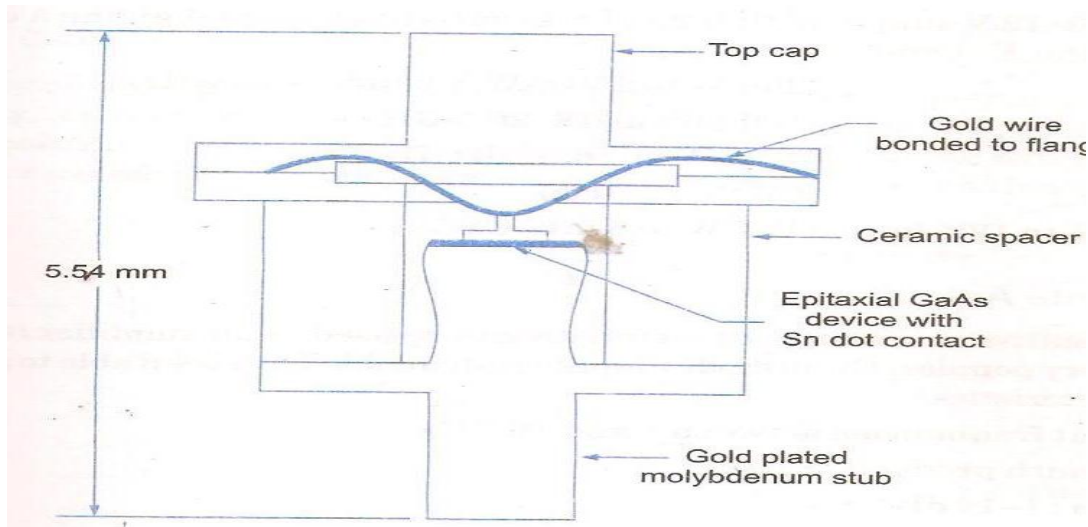 Top cap
Gold wire
bonded to flang
Ceramic spacer
5.54 mm
Epitaxial GaAs
device with
Sn dot contact
Gold plated
molybdenum stub